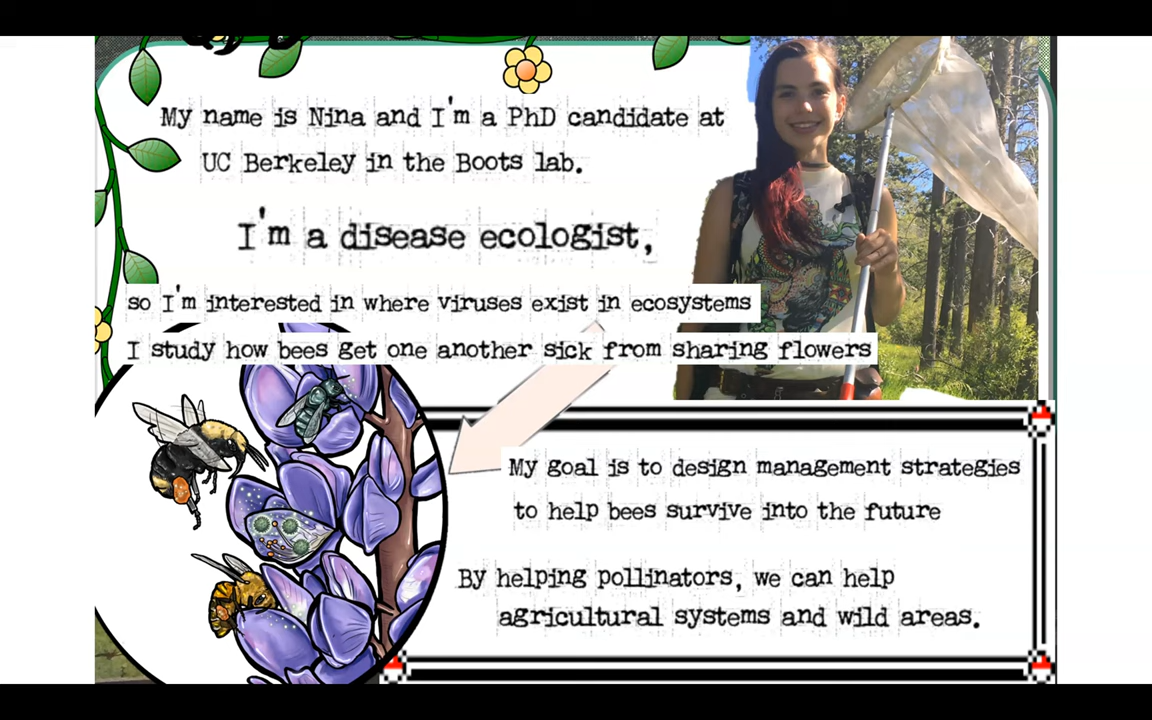 My name is Nina and I'm a PhD candidate at
UC Berkeley in the Boots lab.
I'm a disease ecologist,
so I'm interested in where viruses exist in ecosystems
I study how bees get one another sick from sharing flowers
My goal is to design management strategies
to help bees survive into the future
By helping pollinators, we can help
agricultural systems and wild areas.